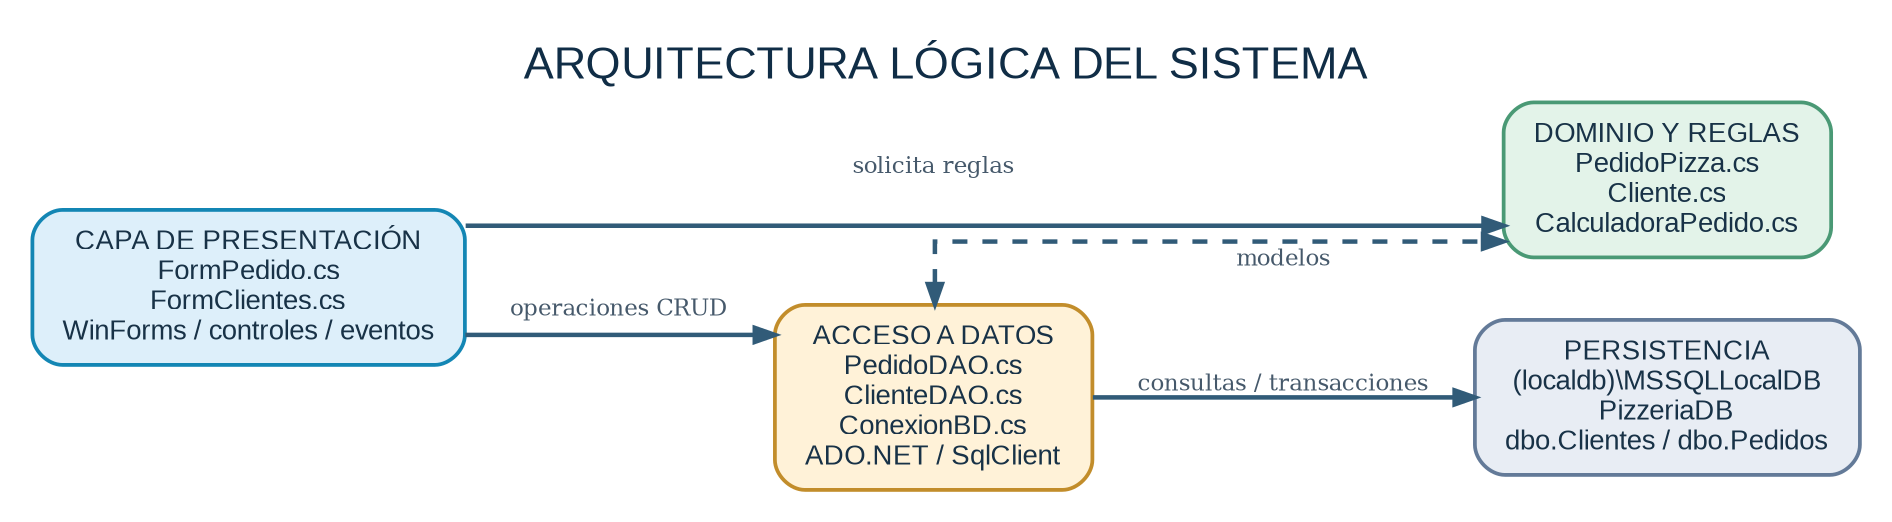 ARQUITECTURA LÓGICA DEL SISTEMA
CAPA DE PRESENTACIÓN
FormPedido.cs
FormClientes.cs
WinForms / controles / eventos
solicita reglas
operaciones CRUD
DOMINIO Y REGLAS
PedidoPizza.cs
Cliente.cs
CalculadoraPedido.cs
modelos
ACCESO A DATOS
PedidoDAO.cs
ClienteDAO.cs
ConexionBD.cs
ADO.NET / SqlClient
consultas / transacciones
PERSISTENCIA
(localdb)\MSSQLLocalDB
PizzeriaDB
dbo.Clientes / dbo.Pedidos